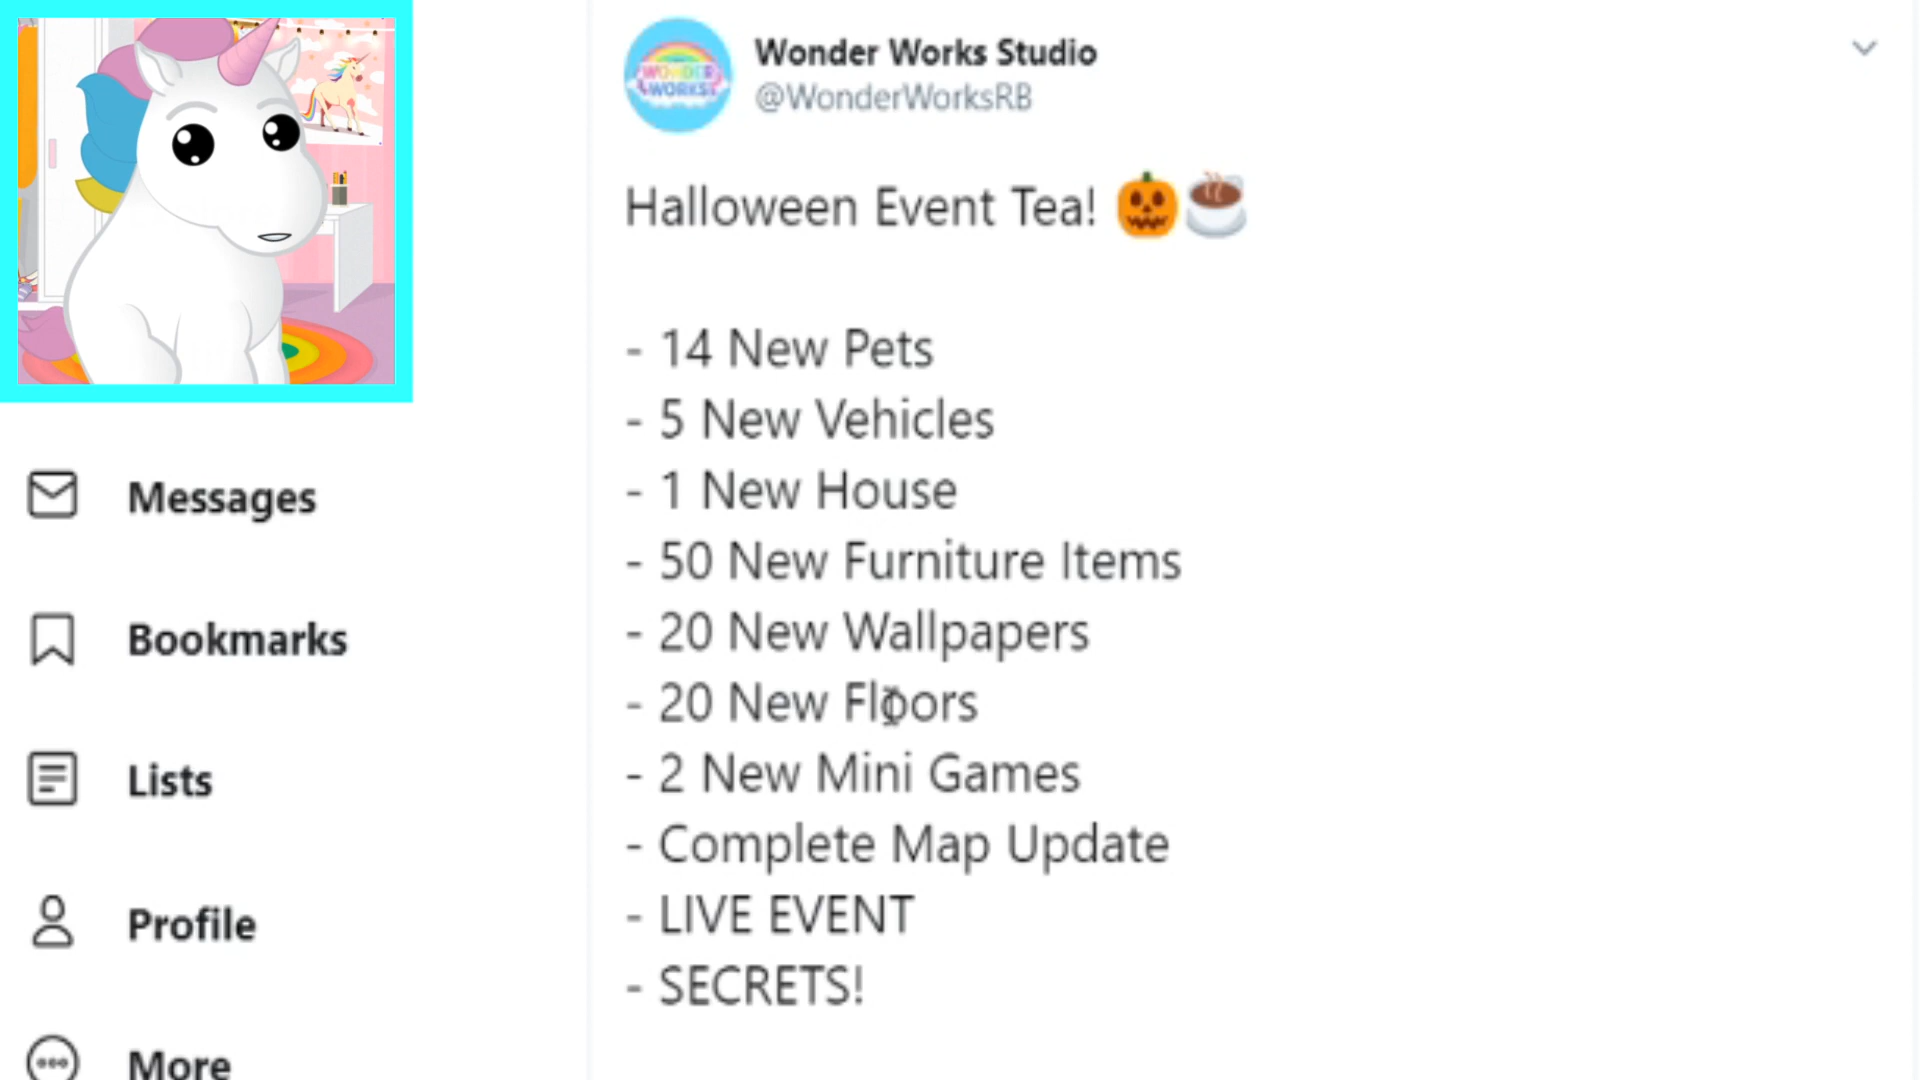 WONDER
WORKS
Wonder Works Studio
@WonderWorksRB
Halloween Event Tea! 🎃☕
- 14 New Pets
- 5 New Vehicles
- 1 New House
- 50 New Furniture Items
- 20 New Wallpapers
- 20 New Floors
- 2 New Mini Games
- Complete Map Update
- LIVE EVENT
- SECRETS!
Messages
Bookmarks
Lists
Profile
More